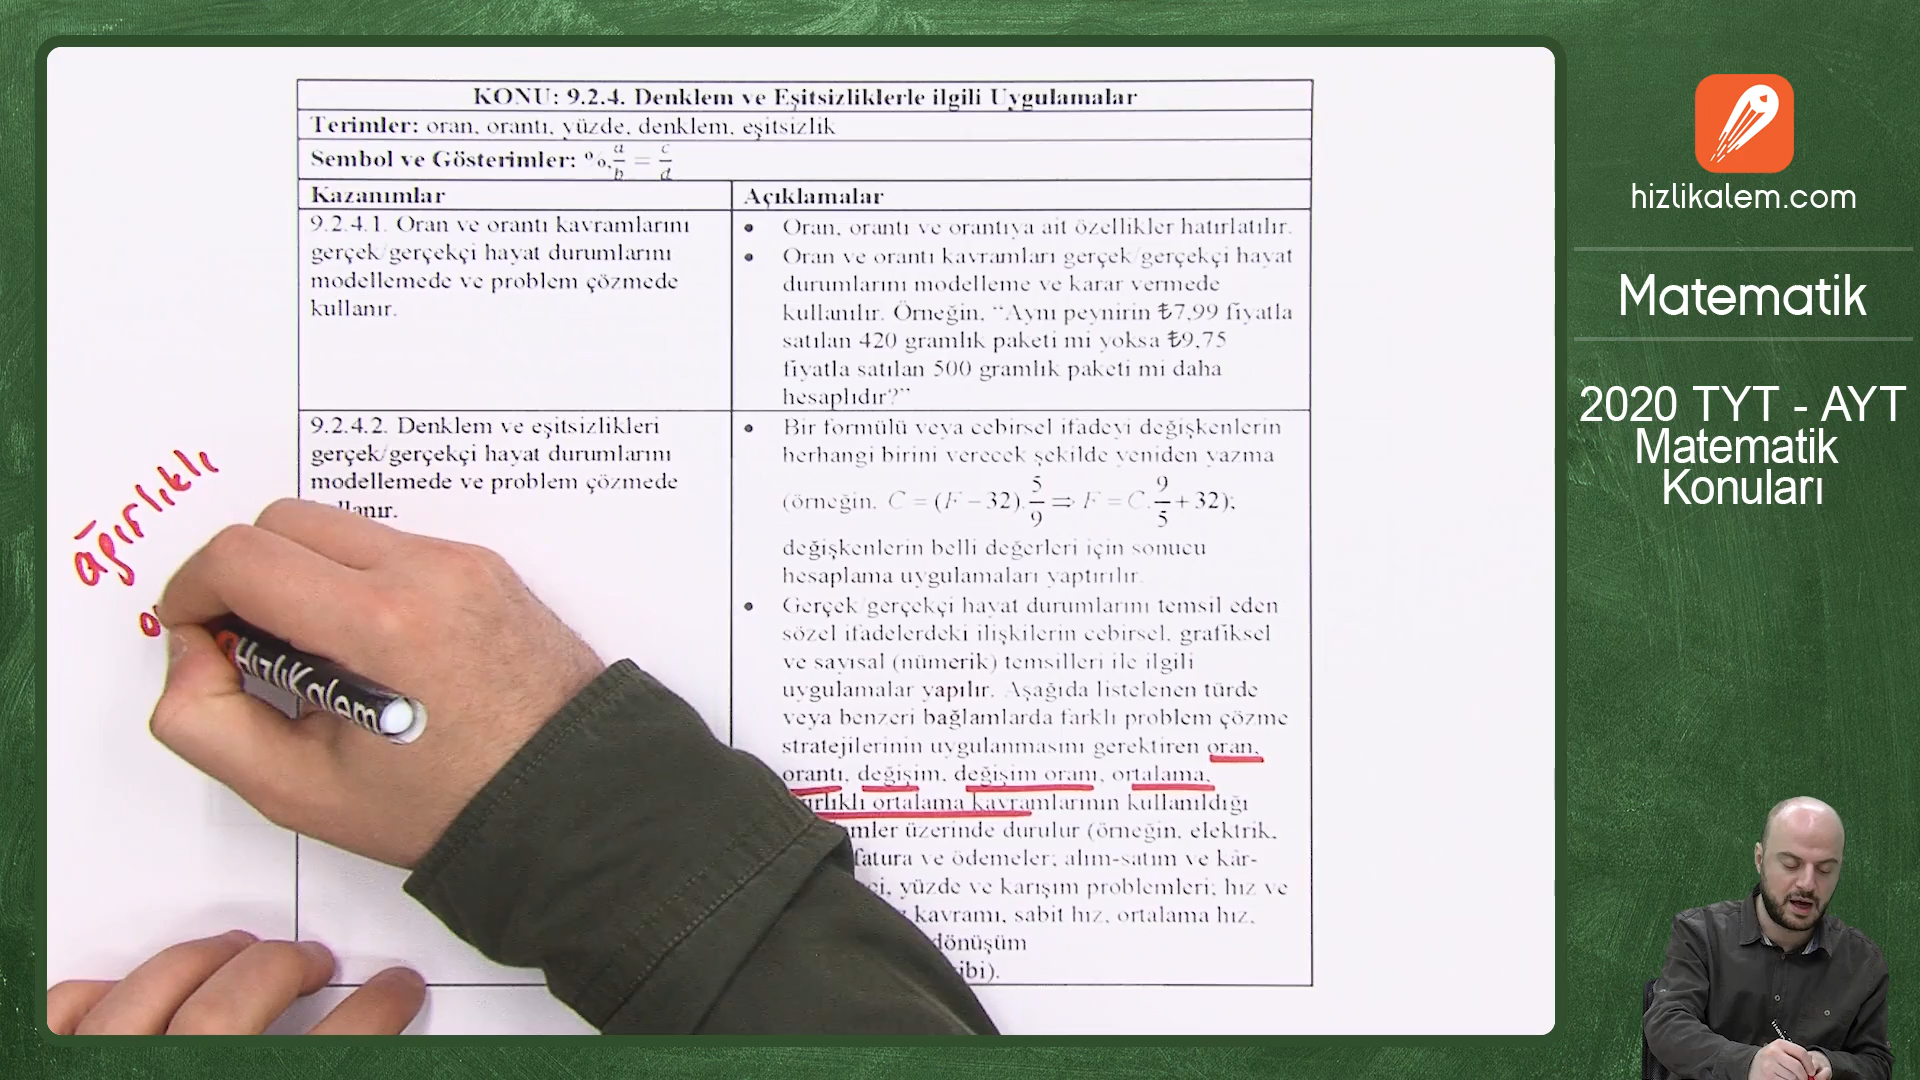 KONU: 9.2.4. Denklem ve Eşitsizliklerle ilgili Uygulamalar
Terimler: oran, orantı, yüzde, denklem, eşitsizlik
Sembol ve Gösterimler: %, a/b = c/d
Kazanımlar
9.2.4.1. Oran ve orantı kavramlarını
gerçek/gerçekçi hayat durumlarını
modellemede ve problem çözmede
kullanır.
9.2.4.2. Denklem ve eşitsizlikleri
gerçek/gerçekçi hayat durumlarını
modellemede ve problem çözmede
Açıklamalar
• Oran, orantı ve orantıya ait özellikler hatırlatılır.
• Oran ve orantı kavramları gerçek/gerçekçi hayat
durumlarını modelleme ve karar vermede
kullanılır. Örneğin, “Aynı peynirin ₺7,99 fiyatla
satılan 420 gramlık paketi mi yoksa ₺9,75
fiyatla satılan 500 gramlık paketi mi daha
hesaplıdır?”
• Bir formülü veya cebirsel ifadeyi değişkenlerin
herhangi birini verecek şekilde yeniden yazma
(örneğin, C = (F − 32).5/9 ⇒ F = C.9/5 + 32);
değişkenlerin belli değerleri için sonucu
hesaplama uygulamaları yaptırılır.
• Gerçek/gerçekçi hayat durumlarını temsil eden
sözel ifadelerdeki ilişkilerin cebirsel, grafiksel
ve sayısal (nümerik) temsilleri ile ilgili
uygulamalar yapılır. Aşağıda listelenen türde
veya benzeri bağlamlarda farklı problem çözme
stratejilerinin uygulanmasını gerektiren oran,
orantı, değişim, değişim oranı, ortalama,
ortalama kavramlarının kullanıldığı
üzerinde durulur (örneğin, elektrik,
fatura ve ödemeler; alım-satım ve kâr-
yüzde ve karışım problemleri; hız ve
kavramı, sabit hız, ortalama hız,
dönüşüm
ağırlıklı
HızlıKalem
hizlikalem.com
Matematik
2020 TYT - AYT
Matematik
Konuları